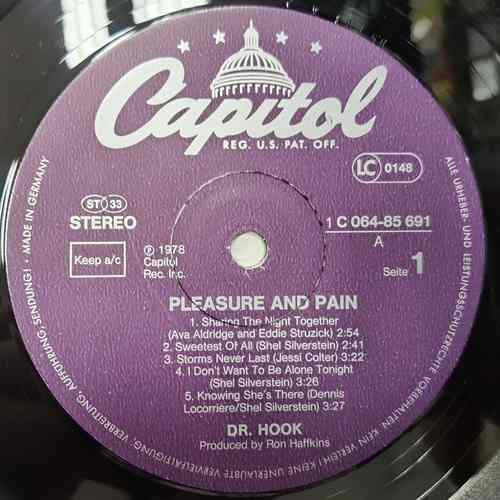 Capitol
REG. U.S. PAT. OFF.
LC 0148
ST 33
STEREO
1 C 064-85 691
A
Keep a/c
℗ 1978
Capitol
Rec. Inc.
Seite 1
PLEASURE AND PAIN
1. Sharing The Night Together
(Ava Aldridge and Eddie Struzick) 2:54
2. Sweetest Of All (Shel Silverstein) 2:41
3. Storms Never Last (Jessi Colter) 3:22
4. I Don't Want To Be Alone Tonight
(Shel Silverstein) 3:26
5. Knowing She's There (Dennis
Locorriére/Shel Silverstein) 3:27
DR. HOOK
Produced by Ron Haffkins
ALLE URHEBER- UND LEISTUNGSSCHUTZRECHTE VORBEHALTEN. KEIN VERLEIH! KEINE UNERLAUBTE VERVIELFÄLTIGUNG, VERBREITUNG, AUFFÜHRUNG, SENDUNG! · MADE IN GERMANY